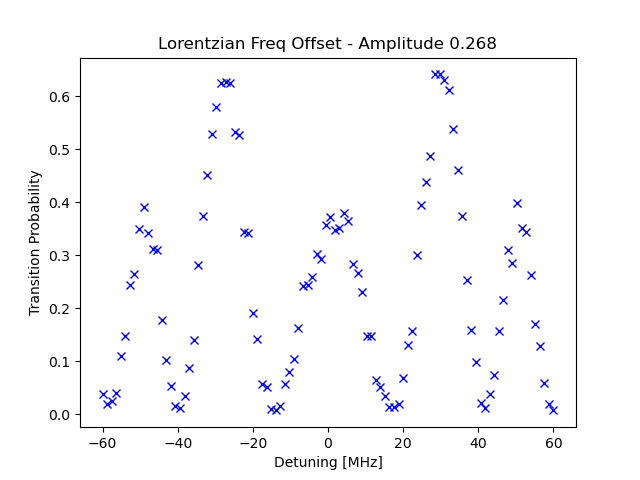 Lorentzian Freq Offset - Amplitude 0.268
Transition Probability
0.6
0.5
0.4
0.3
0.2
0.1
0.0
−60 −40 −20 0 20 40 60
Detuning [MHz]